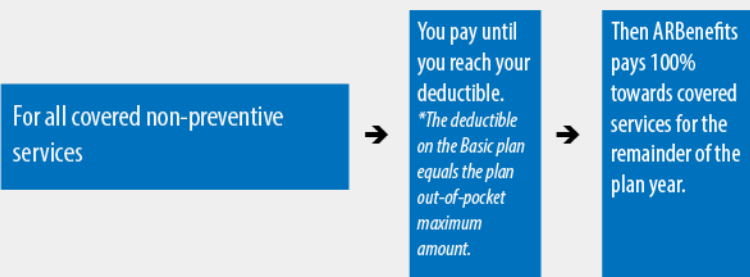 For all covered non-preventive
services
➔
You pay until
you reach your
deductible.
*The deductible
on the Basic plan
equals the plan
out-of-pocket
maximum
amount.
➔
Then ARBenefits
pays 100%
towards covered
services for the
remainder of the
plan year.